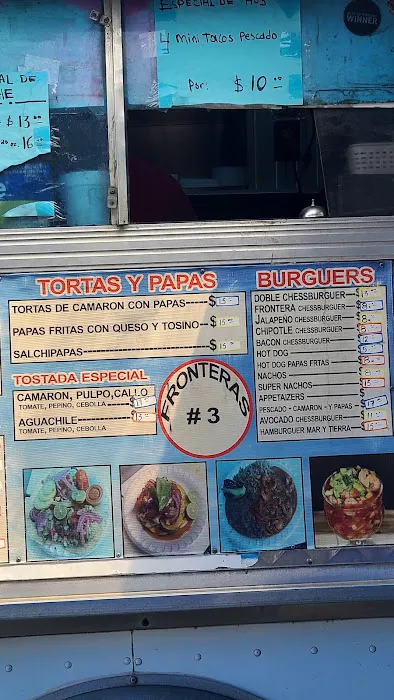 ESPECIAL DE HOY
4 Mini Tacos Pescado
Por: $10.00
WINNER
AL DE
$13
16
TORTAS Y PAPAS
TORTAS DE CAMARON CON PAPAS-----$15
PAPAS FRITAS CON QUESO Y TOSINO--$15
SALCHIPAPAS---$15
TOSTADA ESPECIAL
CAMARON, PULPO,CALLO
TOMATE, PEPINO, CEBOLLA
AGUACHILE---$13
TOMATE, PEPINO, CEBOLLA
FRONTERAS
#3
BURGUERS
DOBLE CHESSBURGUER
FRONTERA CHESSBURGUER
JALAPENO CHESSBURGUER
CHIPOTLE CHESSBURGUER
BACON CHESSBURGUER
HOT DOG
HOT DOG PAPAS FRITAS
NACHOS
SUPER NACHOS
APPETAIZERS
PESCADO - CAMARON - Y PAPAS
AVOCADO CHESSBURGUER
HAMBURGUER MAR Y TIERRA